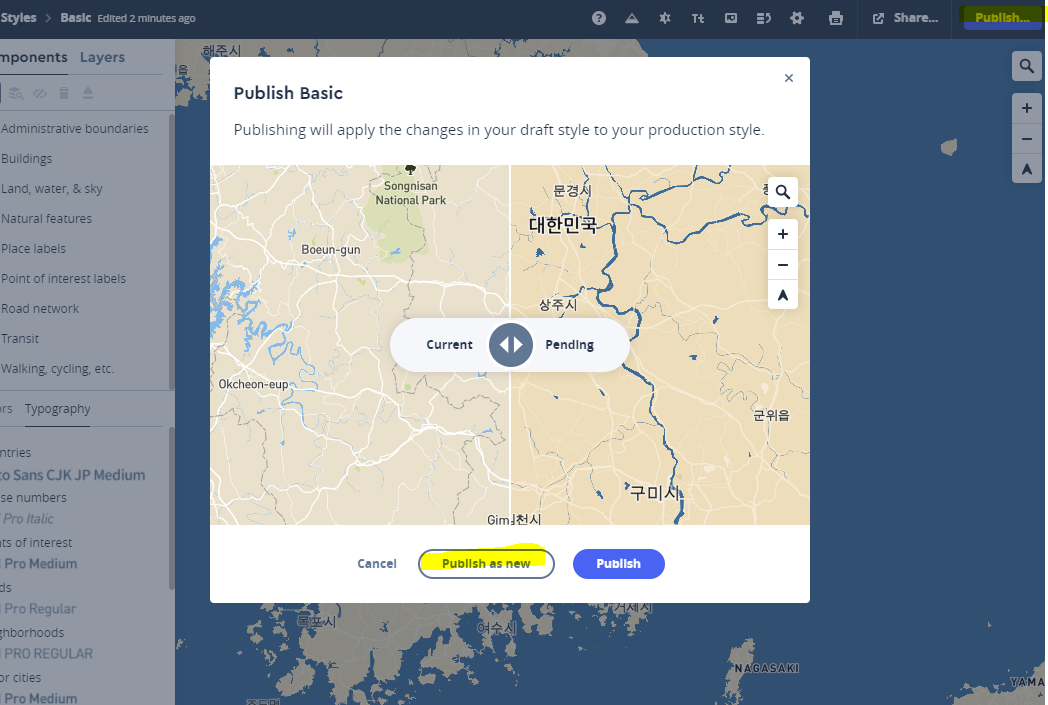 Styles > Basic Edited 2 minutes ago
? Tt Share... Publish...
mponents Layers
해주시
읍
Administrative boundaries
Buildings
Land, water, & sky
Natural features
Place labels
Point of interest labels
Road network
Transit
Walking, cycling, etc.
rs Typography
ntries
to Sans CJK JP Medium
se numbers
l Pro Italic
ts of interest
l Pro Medium
ds
l Pro Regular
ghborhoods
l PRO REGULAR
or cities
l Pro Medium
Publish Basic ×
Publishing will apply the changes in your draft style to your production style.
Songnisan
National Park
문경시
대한민국
Boeun-gun
상주시
Current Pending
Okcheon-eup
군위읍
구미시
Gim천시
Cancel Publish as new Publish
거제시
목포시
여수시
NAGASAKI
YAMA